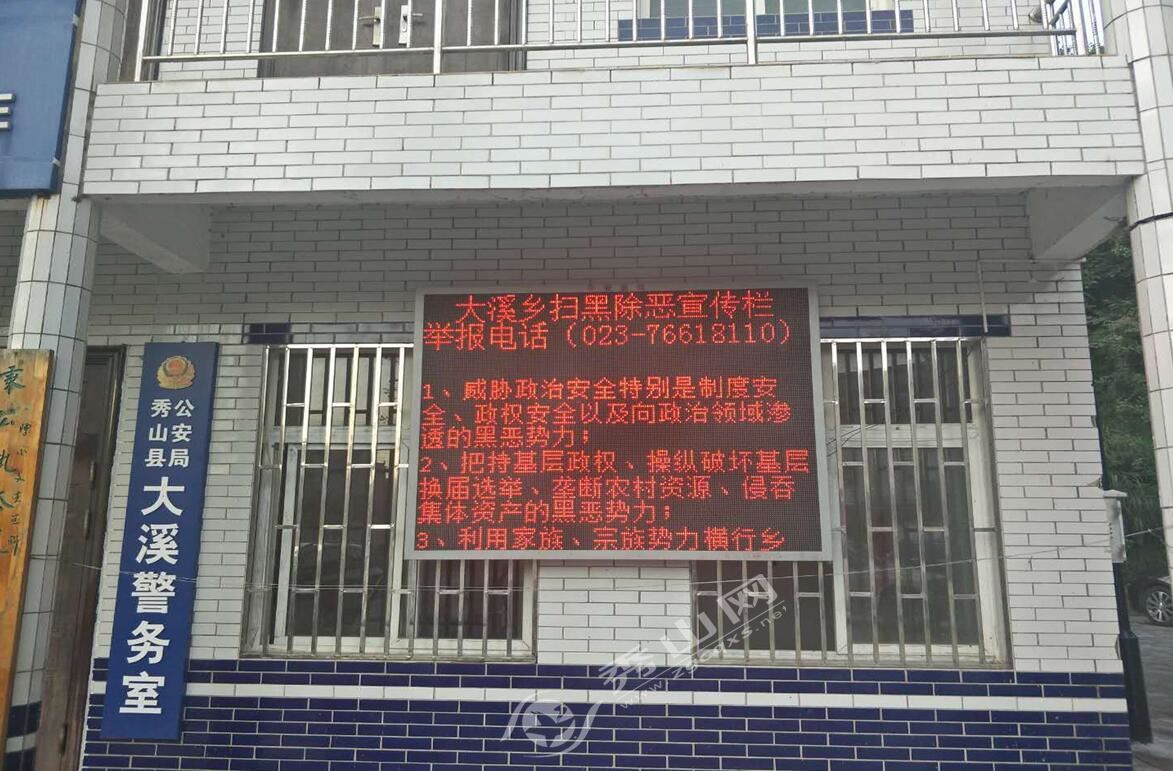 大溪乡扫黑除恶宣传栏
举报电话（023-76618110）
1、威胁政治安全特别是制度安
全、政权安全以及向政治领域渗
透的黑恶势力；
2、把持基层政权、操纵破坏基层
换届选举、垄断农村资源、侵吞
集体资产的黑恶势力；
3、利用家族、宗族势力横行乡
秀山县公安局
大溪警务室
秀山网
www.zgcqxs.net